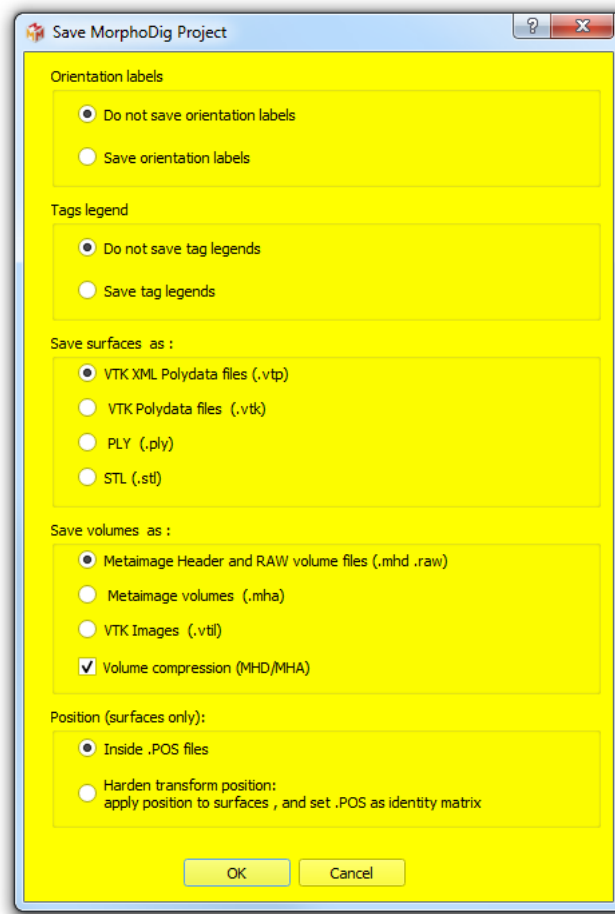 Save MorphoDig Project
Orientation labels
Do not save orientation labels
Save orientation labels
Tags legend
Do not save tag legends
Save tag legends
Save surfaces as :
VTK XML Polydata files (.vtp)
VTK Polydata files (.vtk)
PLY (.ply)
STL (.stl)
Save volumes as :
Metaimage Header and RAW volume files (.mhd .raw)
Metaimage volumes (.mha)
VTK Images (.vtil)
Volume compression (MHD/MHA)
Position (surfaces only):
Inside .POS files
Harden transform position:
apply position to surfaces , and set .POS as identity matrix
OK Cancel